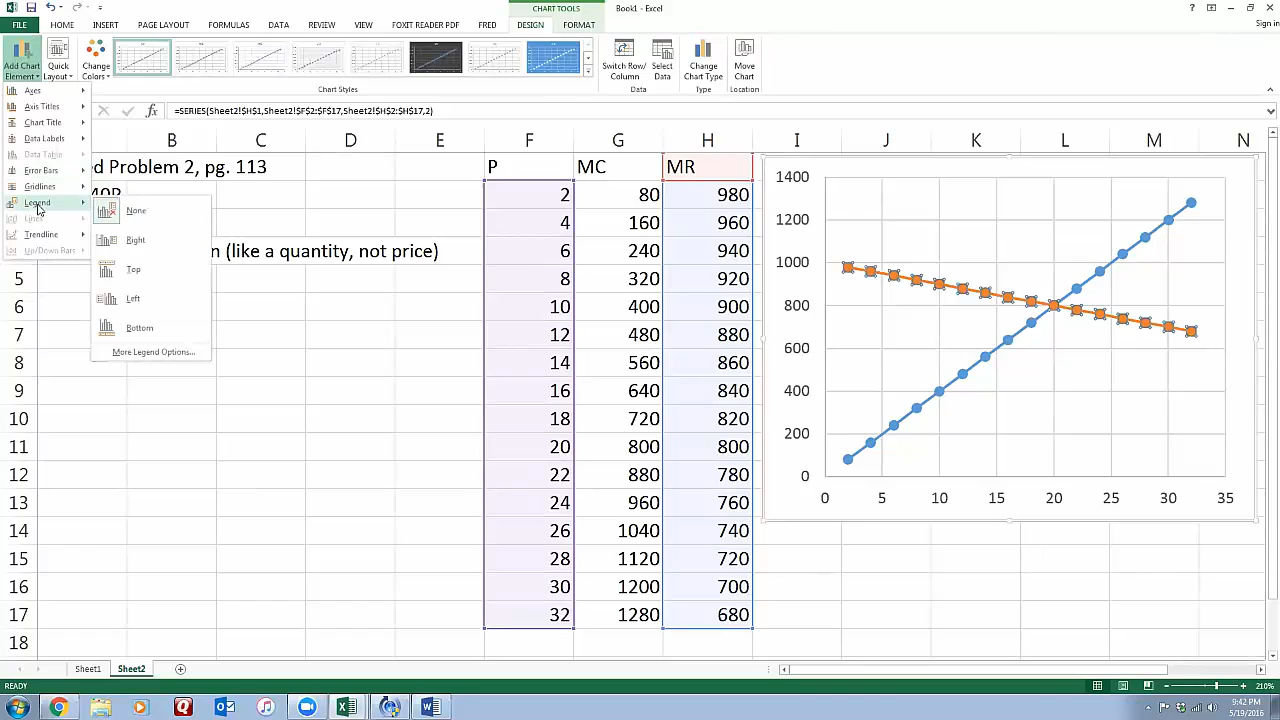 CHART TOOLS
Book1 - Excel
FILE HOME INSERT PAGE LAYOUT FORMULAS DATA REVIEW VIEW FOXIT READER PDF FRED DESIGN FORMAT
Sign in
Add Chart Element Quick Layout Change Colors Switch Row/ Column Select Data Change Chart Type Move Chart
Chart Styles Data Type Location
=SERIES(Sheet2!$H$1,Sheet2!$F$2:$F$17,Sheet2!$H$2:$H$17,2)
Axes
Axis Titles
Chart Title
Data Labels
Data Table
Error Bars
Gridlines
Legend
Lines
Trendline
Up/Down Bars
None
Right
Top
Left
Bottom
More Legend Options...
B C D E F G H I J K L M N
ed Problem 2, pg. 113 P MC MR
2 80 980
4 160 960
n (like a quantity, not price) 6 240 940
5 8 320 920
6 10 400 900
7 12 480 880
8 14 560 860
9 16 640 840
10 18 720 820
11 20 800 800
12 22 880 780
13 24 960 760
14 26 1040 740
15 28 1120 720
16 30 1200 700
17 32 1280 680
18
1400
1200
1000
800
600
400
200
0
0 5 10 15 20 25 30 35
Sheet1 Sheet2
READY 210%
9:42 PM
5/19/2016